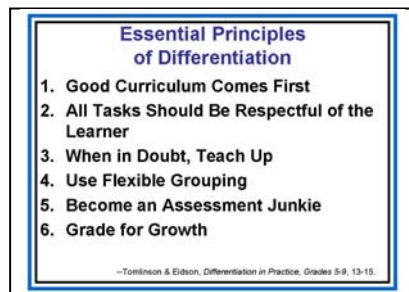 Essential Principles
of Differentiation
1. Good Curriculum Comes First
2. All Tasks Should Be Respectful of the
Learner
3. When in Doubt, Teach Up
4. Use Flexible Grouping
5. Become an Assessment Junkie
6. Grade for Growth
--Tomlinson & Eidson, Differentiation in Practice, Grades 5-9, 13-15.